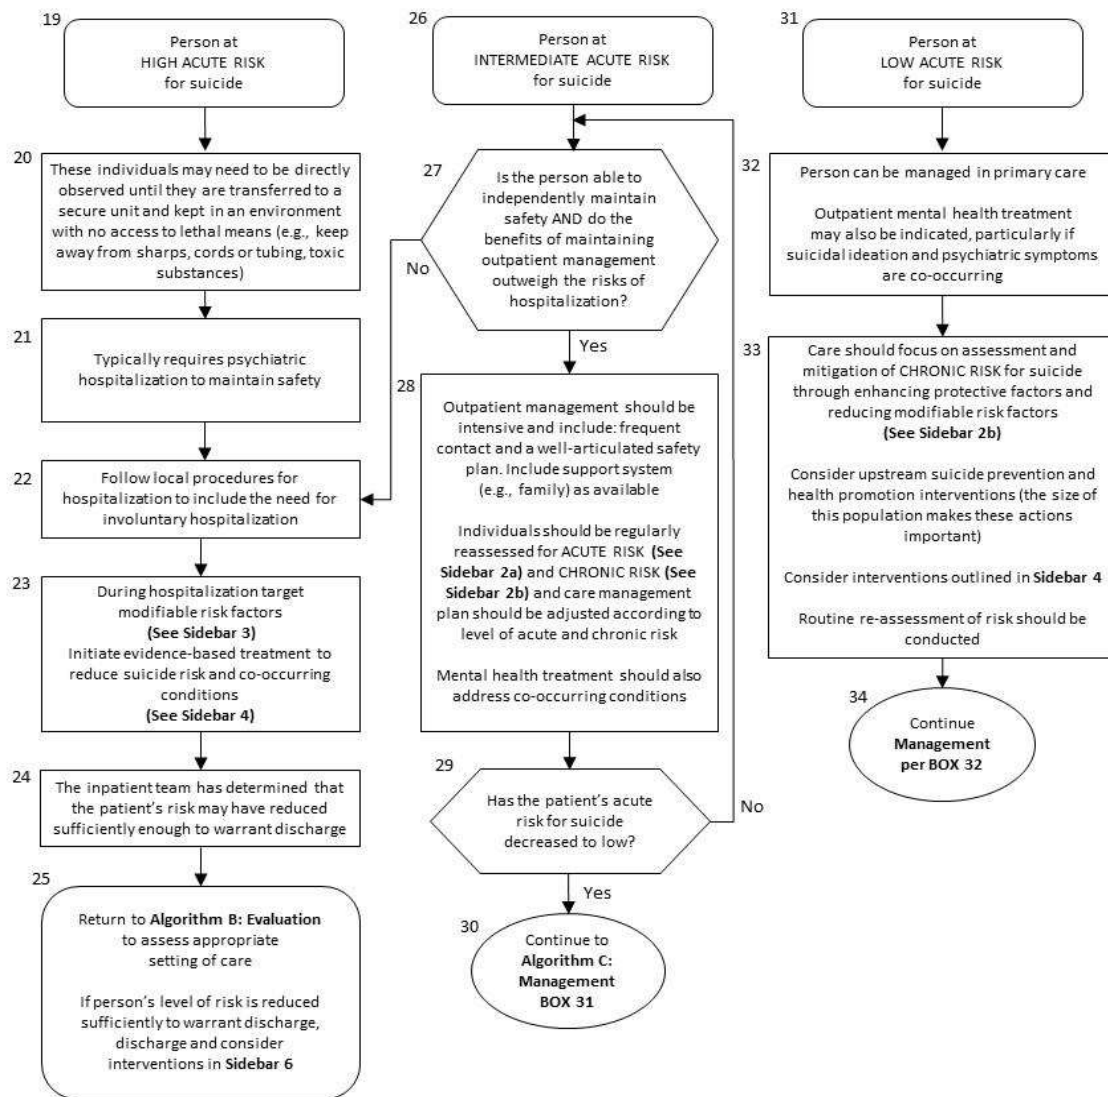 19
Person at
HIGH ACUTE RISK
for suicide
20
These individuals may need to be directly
observed until they are transferred to a
secure unit and kept in an environment
with no access to lethal means (e.g., keep
away from sharps, cords or tubing, toxic
substances)
21
Typically requires psychiatric
hospitalization to maintain safety
22
Follow local procedures for
hospitalization to include the need for
involuntary hospitalization
23
During hospitalization target
modifiable risk factors
(See Sidebar 3)
Initiate evidence-based treatment to
reduce suicide risk and co-occurring
conditions
(See Sidebar 4)
24
The inpatient team has determined that
the patient's risk may have reduced
sufficiently enough to warrant discharge
25
Return to Algorithm B: Evaluation
to assess appropriate
setting of care
If person's level of risk is reduced
sufficiently to warrant discharge,
discharge and consider
interventions in Sidebar 6
26
Person at
INTERMEDIATE ACUTE RISK
for suicide
27
Is the person able to
independently maintain
safety AND do the
benefits of maintaining
outpatient management
outweigh the risks of
hospitalization?
No
Yes
28
Outpatient management should be
intensive and include: frequent
contact and a well-articulated safety
plan. Include support system
(e.g., family) as available
Individuals should be regularly
reassessed for ACUTE RISK (See
Sidebar 2a) and CHRONIC RISK (See
Sidebar 2b) and care management
plan should be adjusted according to
level of acute and chronic risk
Mental health treatment should also
address co-occurring conditions
29
Has the patient's acute
risk for suicide
decreased to low?
No
Yes
30
Continue to
Algorithm C:
Management
BOX 31
31
Person at
LOW ACUTE RISK
for suicide
32
Person can be managed in primary care
Outpatient mental health treatment
may also be indicated, particularly if
suicidal ideation and psychiatric symptoms
are co-occurring
33
Care should focus on assessment and
mitigation of CHRONIC RISK for suicide
through enhancing protective factors and
reducing modifiable risk factors
(See Sidebar 2b)
Consider upstream suicide prevention and
health promotion interventions (the size of
this population makes these actions
important)
Consider interventions outlined in Sidebar 4
Routine re-assessment of risk should be
conducted
34
Continue
Management
per BOX 32